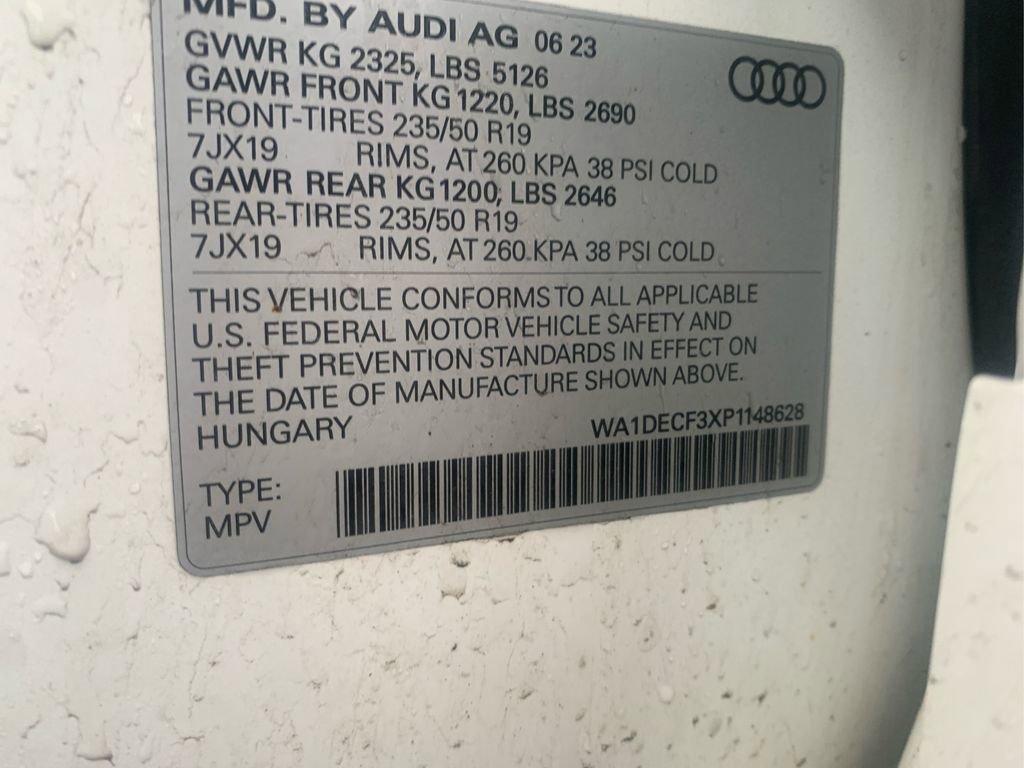 MFD. BY AUDI AG 06 23
GVWR KG 2325, LBS 5126
GAWR FRONT KG 1220, LBS 2690
FRONT-TIRES 235/50 R19
7JX19 RIMS, AT 260 KPA 38 PSI COLD
GAWR REAR KG 1200, LBS 2646
REAR-TIRES 235/50 R19
7JX19 RIMS, AT 260 KPA 38 PSI COLD
THIS VEHICLE CONFORMS TO ALL APPLICABLE
U.S. FEDERAL MOTOR VEHICLE SAFETY AND
THEFT PREVENTION STANDARDS IN EFFECT ON
THE DATE OF MANUFACTURE SHOWN ABOVE.
HUNGARY WA1DECF3XP1148628
TYPE:
MPV